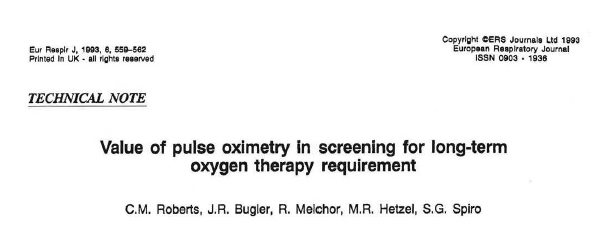 Eur Respir J, 1993, 6, 559–562
Printed in UK - all rights reserved
Copyright ©ERS Journals Ltd 1993
European Respiratory Journal
ISSN 0903 - 1936
TECHNICAL NOTE
Value of pulse oximetry in screening for long-term
oxygen therapy requirement
C.M. Roberts, J.R. Bugler, R. Melchor, M.R. Hetzel, S.G. Spiro